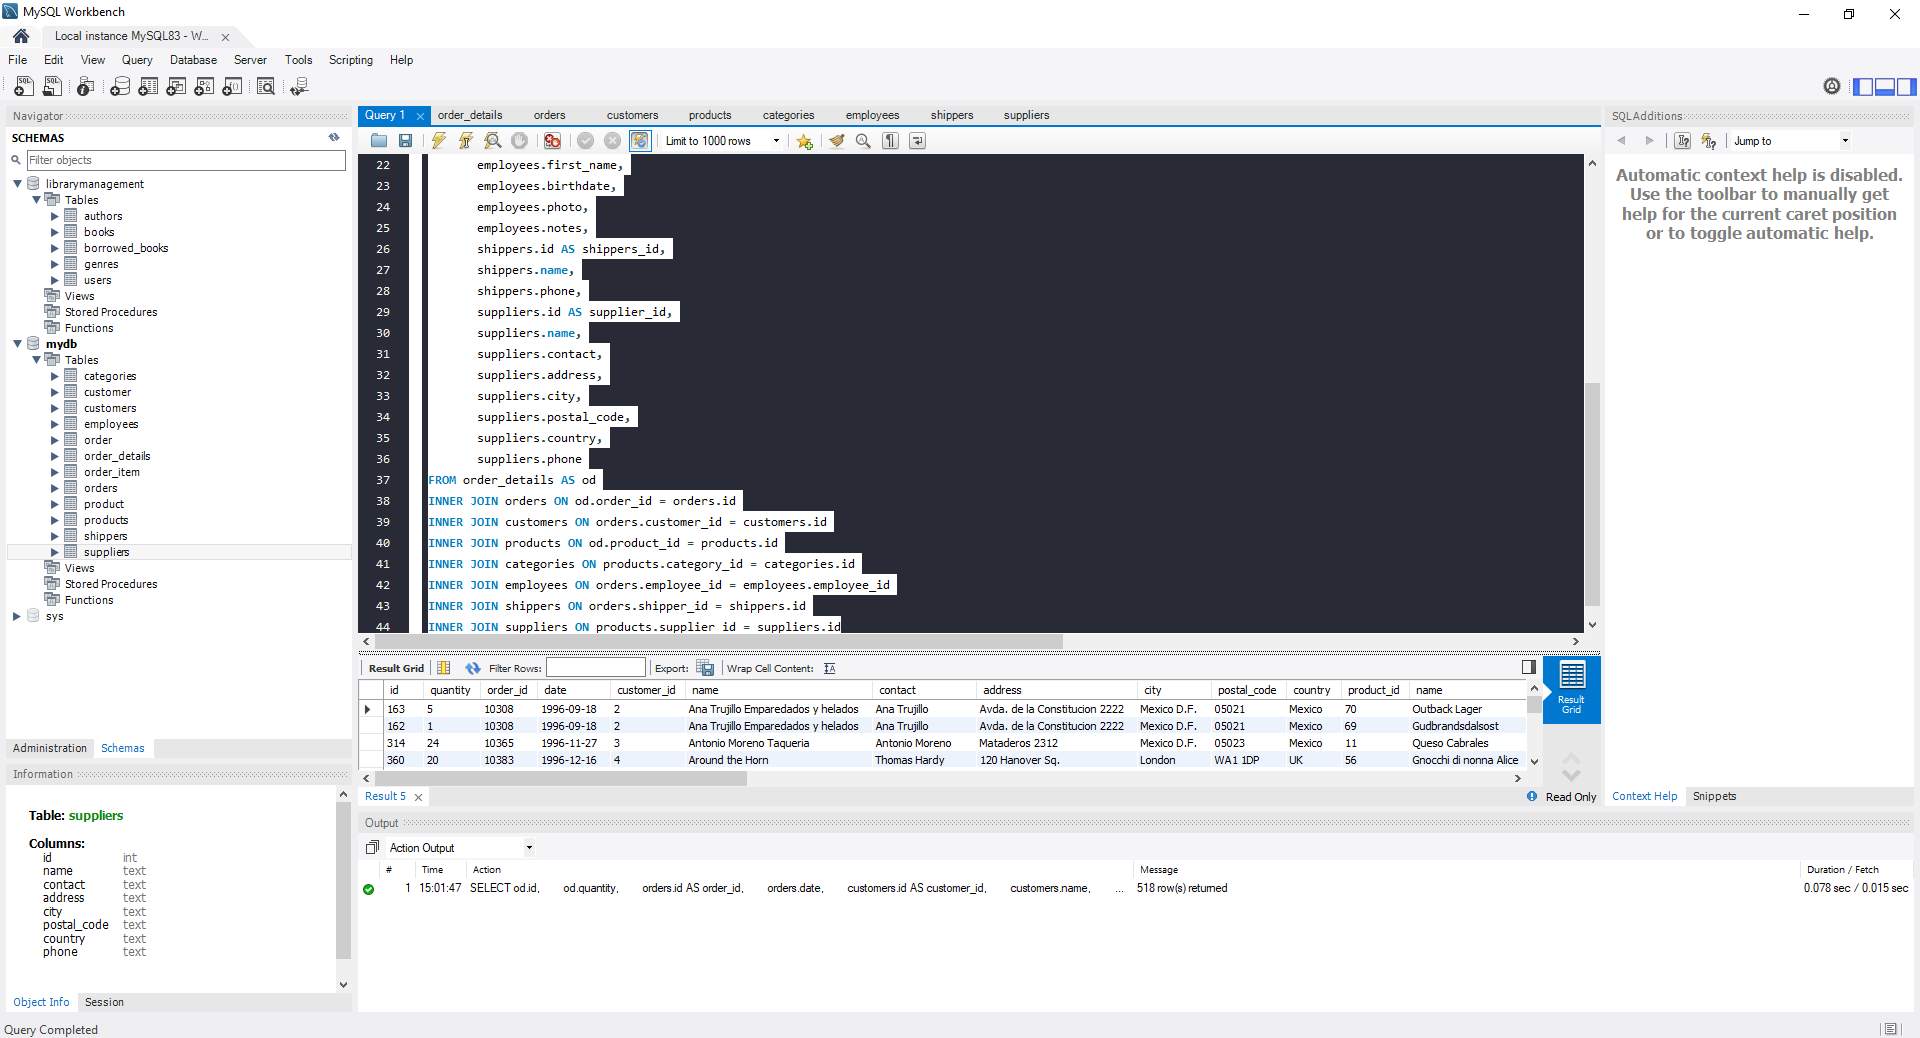 MySQL Workbench
Local instance MySQL83 - W...
File Edit View Query Database Server Tools Scripting Help
Navigator
SCHEMAS
Filter objects
librarymanagement
Tables
authors
books
borrowed_books
genres
users
Views
Stored Procedures
Functions
mydb
Tables
categories
customer
customers
employees
order
order_details
order_item
orders
product
products
shippers
suppliers
Views
Stored Procedures
Functions
sys
Administration Schemas
Information
Table: suppliers
Columns:
id int
name text
contact text
address text
city text
postal_code text
country text
phone text
Object Info Session
Query Completed
Query 1 order_details orders customers products categories employees shippers suppliers
Limit to 1000 rows
22 employees.first_name,
23 employees.birthdate,
24 employees.photo,
25 employees.notes,
26 shippers.id AS shippers_id,
27 shippers.name,
28 shippers.phone,
29 suppliers.id AS supplier_id,
30 suppliers.name,
31 suppliers.contact,
32 suppliers.address,
33 suppliers.city,
34 suppliers.postal_code,
35 suppliers.country,
36 suppliers.phone
37 FROM order_details AS od
38 INNER JOIN orders ON od.order_id = orders.id
39 INNER JOIN customers ON orders.customer_id = customers.id
40 INNER JOIN products ON od.product_id = products.id
41 INNER JOIN categories ON products.category_id = categories.id
42 INNER JOIN employees ON orders.employee_id = employees.employee_id
43 INNER JOIN shippers ON orders.shipper_id = shippers.id
44 INNER JOIN suppliers ON products.supplier_id = suppliers.id
Result Grid Filter Rows: Export: Wrap Cell Content: IA
id quantity order_id date customer_id name contact address city postal_code country product_id name
163 5 10308 1996-09-18 2 Ana Trujillo Emparedados y helados Ana Trujillo Avda. de la Constitucion 2222 Mexico D.F. 05021 Mexico 70 Outback Lager
162 1 10308 1996-09-18 2 Ana Trujillo Emparedados y helados Ana Trujillo Avda. de la Constitucion 2222 Mexico D.F. 05021 Mexico 69 Gudbrandsdalsost
314 24 10365 1996-11-27 3 Antonio Moreno Taqueria Antonio Moreno Mataderos 2312 Mexico D.F. 05023 Mexico 11 Queso Cabrales
360 20 10383 1996-12-16 4 Around the Horn Thomas Hardy 120 Hanover Sq. London WA1 1DP UK 56 Gnocchi di nonna Alice
Result Grid
Result 5
Read Only
Output
Action Output
# Time Action Message Duration / Fetch
1 15:01:47 SELECT od.id, od.quantity, orders.id AS order_id, orders.date, customers.id AS customer_id, customers.name, ... 518 row(s) returned 0.078 sec / 0.015 sec
SQLAdditions
Jump to
Automatic context help is disabled.
Use the toolbar to manually get
help for the current caret position
or to toggle automatic help.
Context Help Snippets